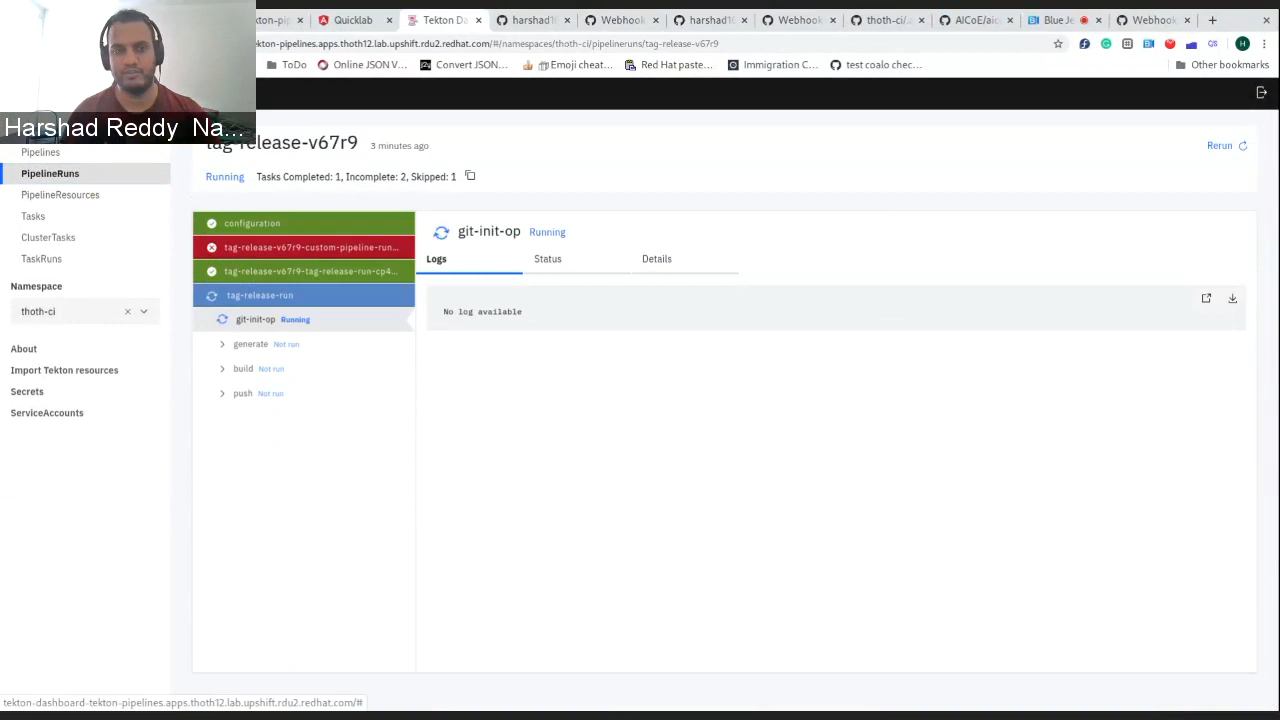 kton-pip
Quicklab
Tekton Da
harshad10
Webhook
harshad10
Webhook
thoth-ci/.
AICoE/aic
Blue Je
Webhook
ekton-pipelines.apps.thoth12.lab.upshift.rdu2.redhat.com/#/namespaces/thoth-ci/pipelineruns/tag-release-v67r9
ToDo
Online JSON V...
Convert JSON...
Emoji cheat...
Red Hat paste...
Immigration C...
test coalo chec...
Other bookmarks
Harshad Reddy Na...
tag-release-v67r9 3 minutes ago
Rerun
Running Tasks Completed: 1, Incomplete: 2, Skipped: 1
Pipelines
PipelineRuns
PipelineResources
Tasks
ClusterTasks
TaskRuns
Namespace
thoth-ci
About
Import Tekton resources
Secrets
ServiceAccounts
configuration
tag-release-v67r9-custom-pipeline-run...
tag-release-v67r9-tag-release-run-cp4...
tag-release-run
git-init-op Running
generate Not run
build Not run
push Not run
git-init-op Running
Logs
Status
Details
No log available
tekton-dashboard-tekton-pipelines.apps.thoth12.lab.upshift.rdu2.redhat.com/#